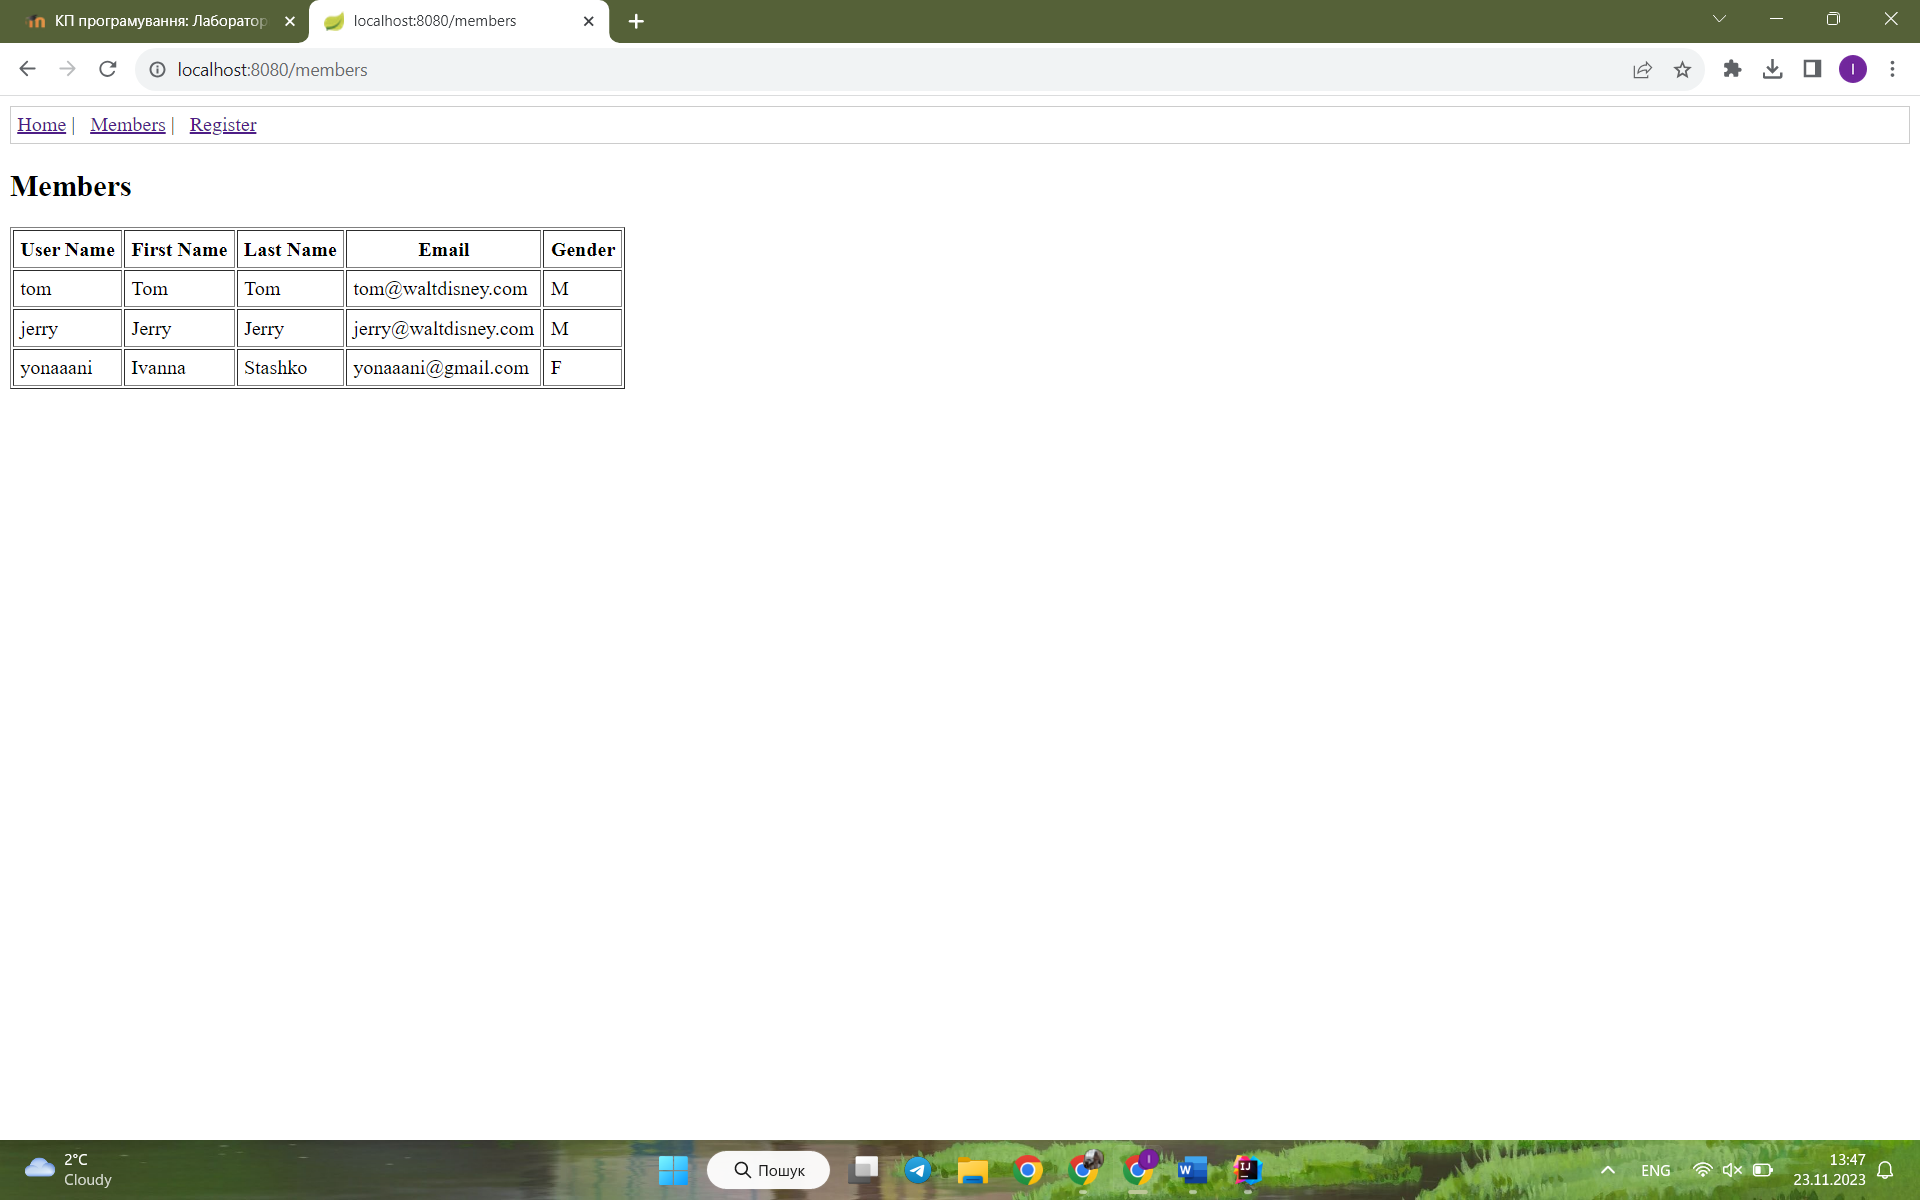 КП програмування: Лаборатор
localhost:8080/members
localhost:8080/members
I
Home | Members | Register
Members
User Name First Name Last Name Email Gender
tom Tom Tom tom@waltdisney.com M
jerry Jerry Jerry jerry@waltdisney.com M
yonaaani Ivanna Stashko yonaaani@gmail.com F
2°C
Cloudy
Пошук
I
W
IJ
ENG
13:47
23.11.2023